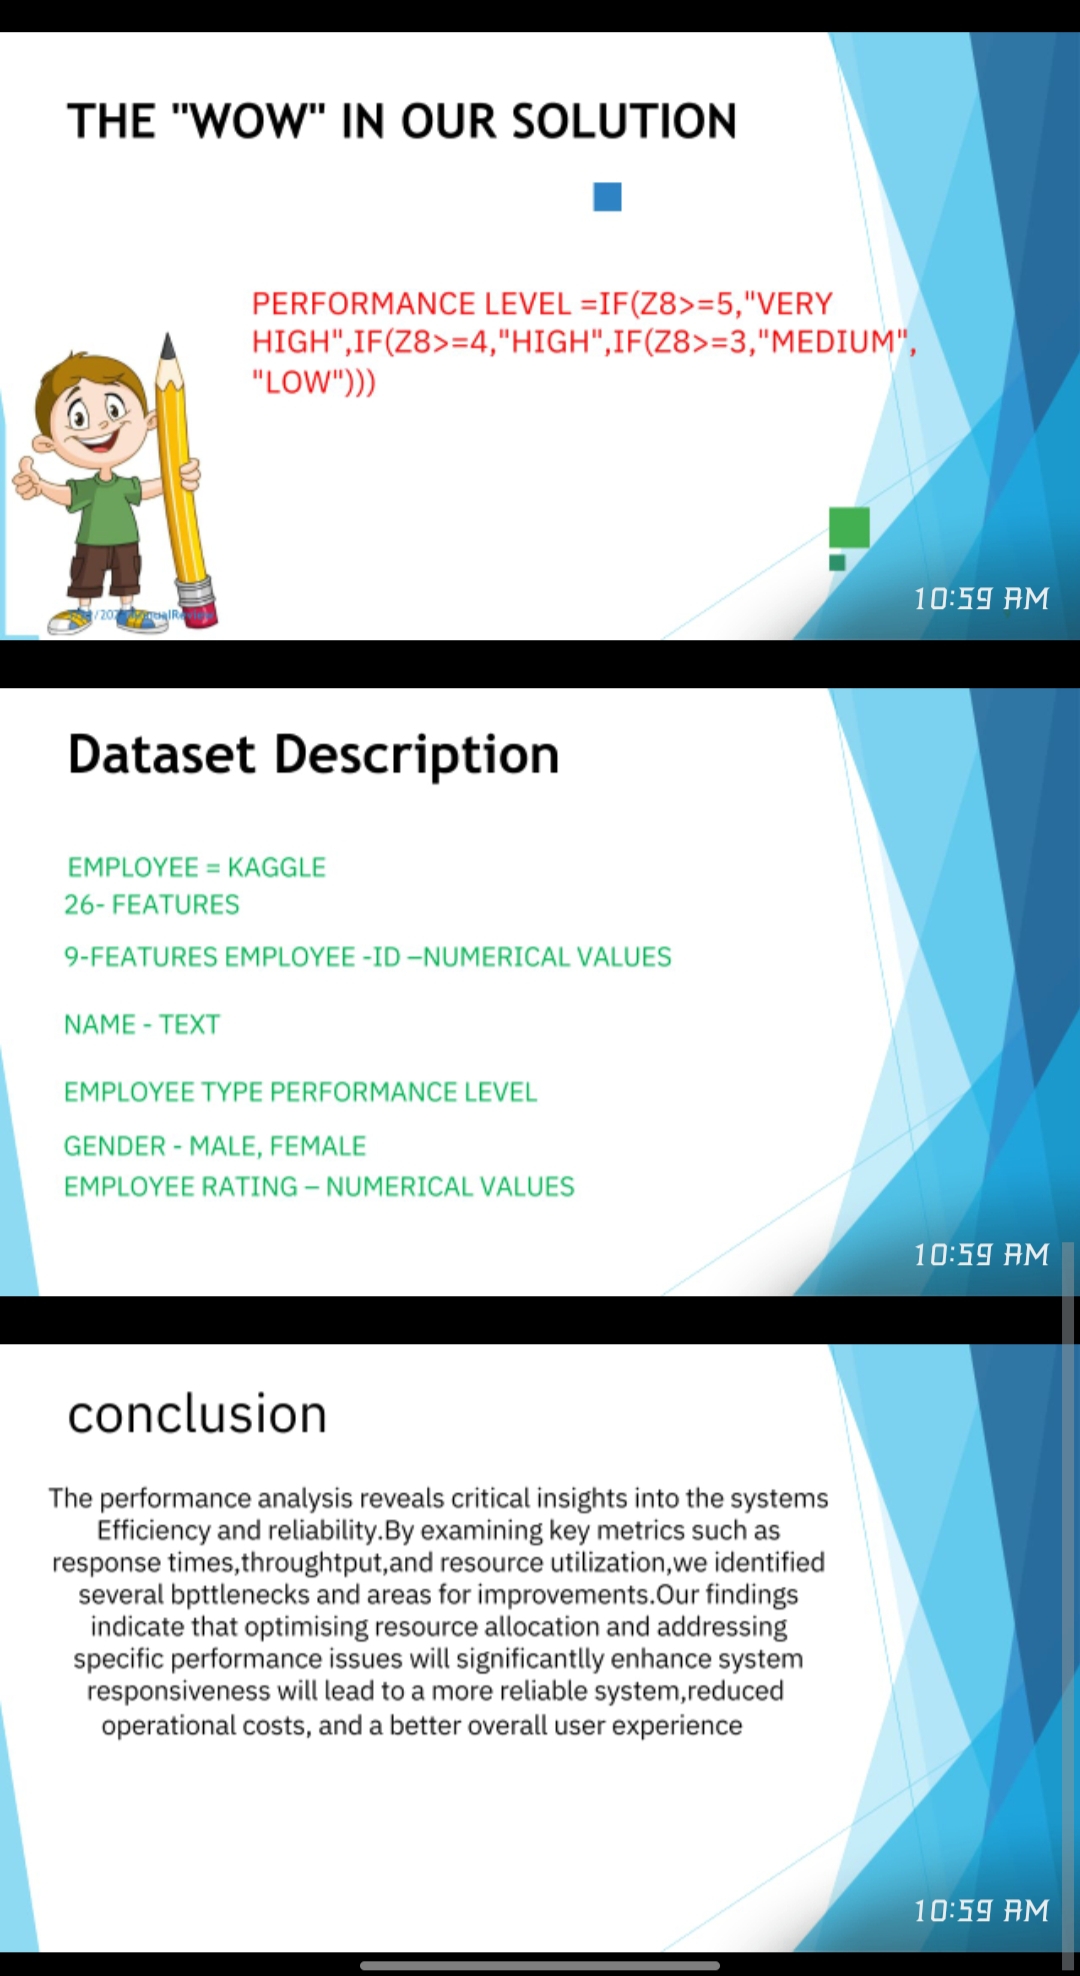 THE "WOW" IN OUR SOLUTION
PERFORMANCE LEVEL =IF(Z8>=5,"VERY
HIGH",IF(Z8>=4,"HIGH",IF(Z8>=3,"MEDIUM",
"LOW")))
10:59 AM
Dataset Description
EMPLOYEE = KAGGLE
26- FEATURES
9-FEATURES EMPLOYEE -ID –NUMERICAL VALUES
NAME - TEXT
EMPLOYEE TYPE PERFORMANCE LEVEL
GENDER - MALE, FEMALE
EMPLOYEE RATING – NUMERICAL VALUES
10:59 AM
conclusion
The performance analysis reveals critical insights into the systems
Efficiency and reliability.By examining key metrics such as
response times,throughtput,and resource utilization,we identified
several bpttlenecks and areas for improvements.Our findings
indicate that optimising resource allocation and addressing
specific performance issues will significantlly enhance system
responsiveness will lead to a more reliable system,reduced
operational costs, and a better overall user experience
10:59 AM